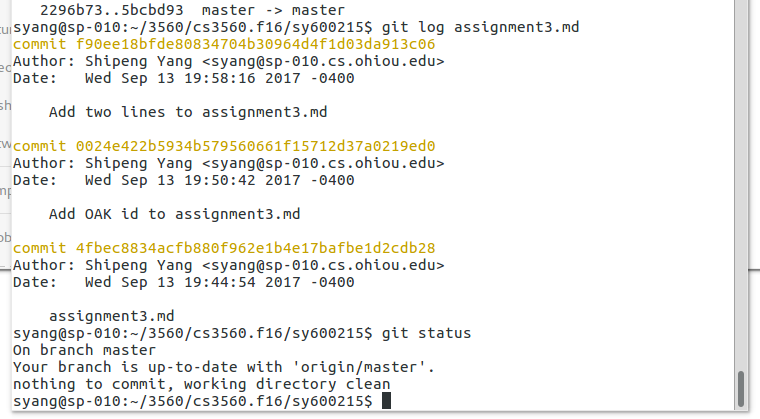 2296b73..5bcbd93  master -> master
syang@sp-010:~/3560/cs3560.f16/sy600215$ git log assignment3.md
commit f90ee18bfde80834704b30964d4f1d03da913c06
Author: Shipeng Yang <syang@sp-010.cs.ohiou.edu>
Date:   Wed Sep 13 19:58:16 2017 -0400
Add two lines to assignment3.md
commit 0024e422b5934b579560661f15712d37a0219ed0
Author: Shipeng Yang <syang@sp-010.cs.ohiou.edu>
Date:   Wed Sep 13 19:50:42 2017 -0400
Add OAK id to assignment3.md
commit 4fbec8834acfb880f962e1b4e17bafbe1d2cdb28
Author: Shipeng Yang <syang@sp-010.cs.ohiou.edu>
Date:   Wed Sep 13 19:44:54 2017 -0400
assignment3.md
syang@sp-010:~/3560/cs3560.f16/sy600215$ git status
On branch master
Your branch is up-to-date with 'origin/master'.
nothing to commit, working directory clean
syang@sp-010:~/3560/cs3560.f16/sy600215$